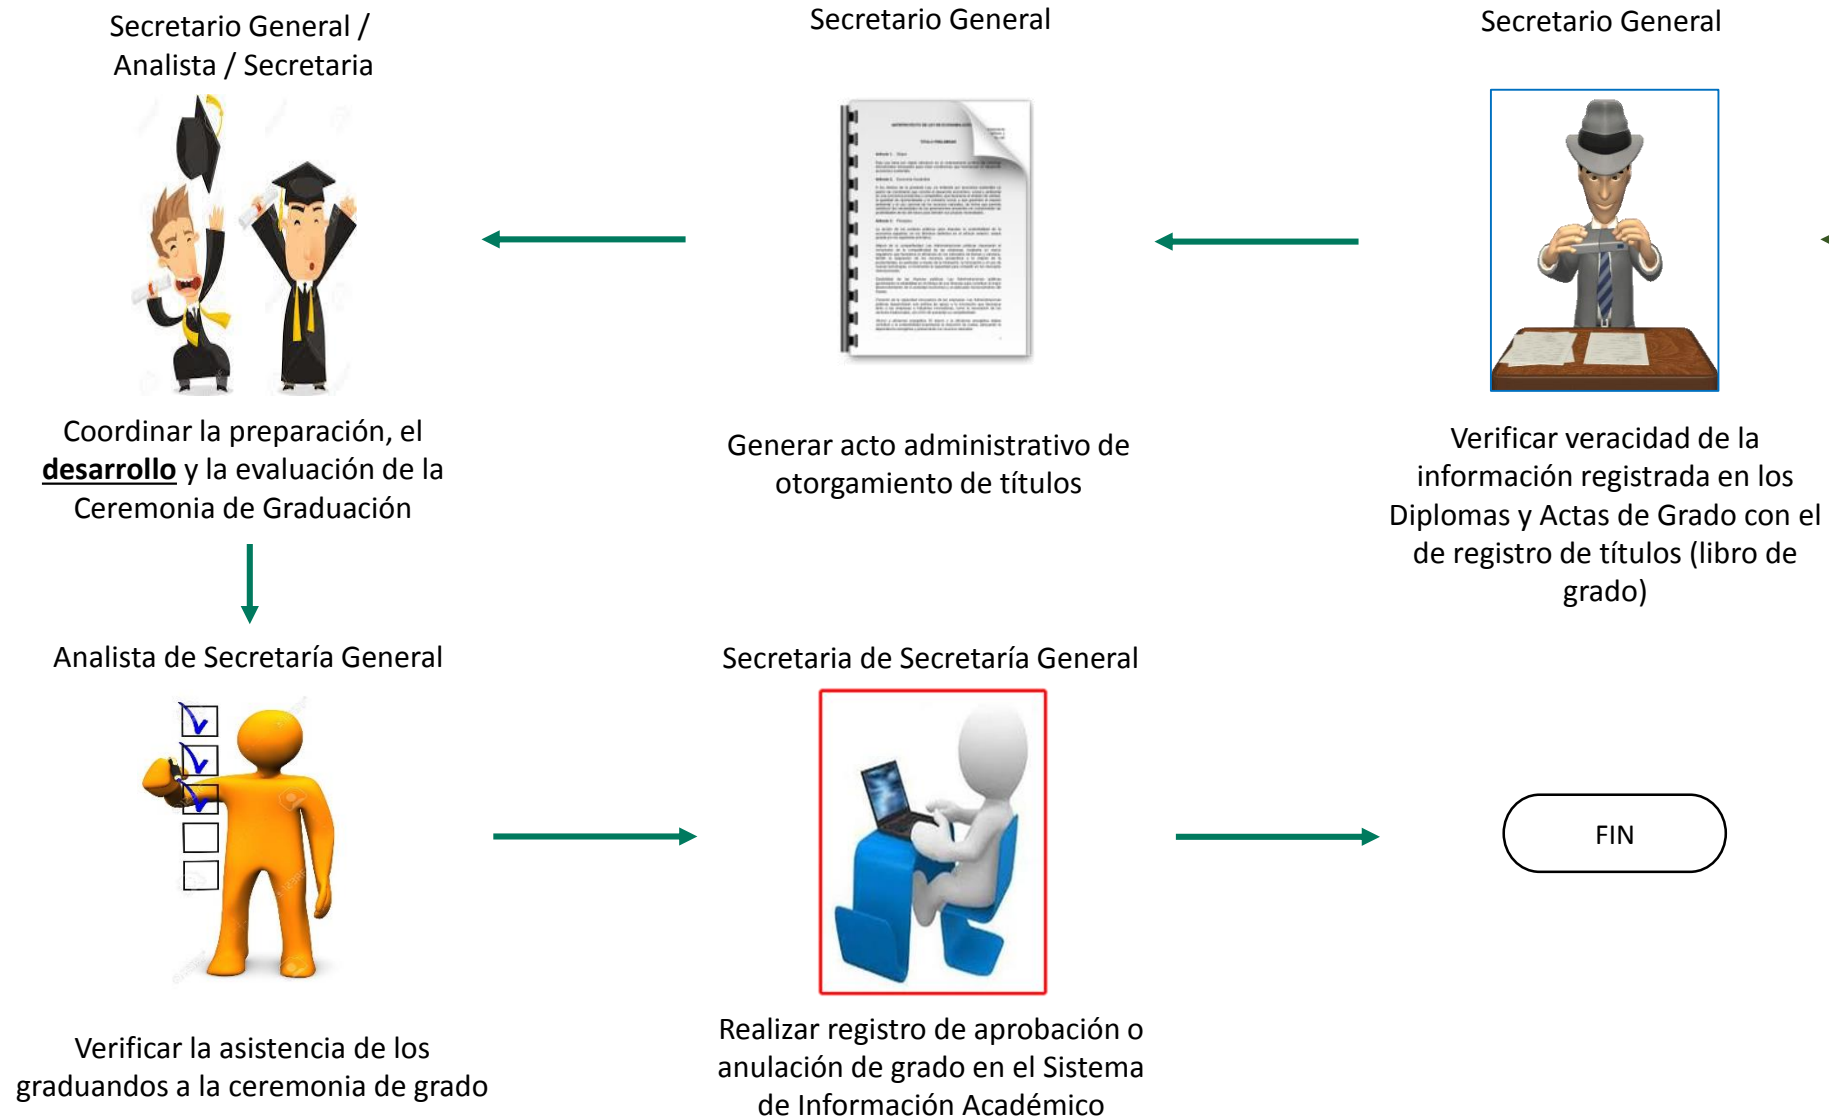 Secretario General /
Analista / Secretaria
Coordinar la preparación, el
desarrollo y la evaluación de la
Ceremonia de Graduación
Secretario General
Generar acto administrativo de
otorgamiento de títulos
Secretario General
Verificar veracidad de la
información registrada en los
Diplomas y Actas de Grado con el
de registro de títulos (libro de
grado)
Analista de Secretaría General
Verificar la asistencia de los
graduandos a la ceremonia de grado
Secretaria de Secretaría General
Realizar registro de aprobación o
anulación de grado en el Sistema
de Información Académico
FIN